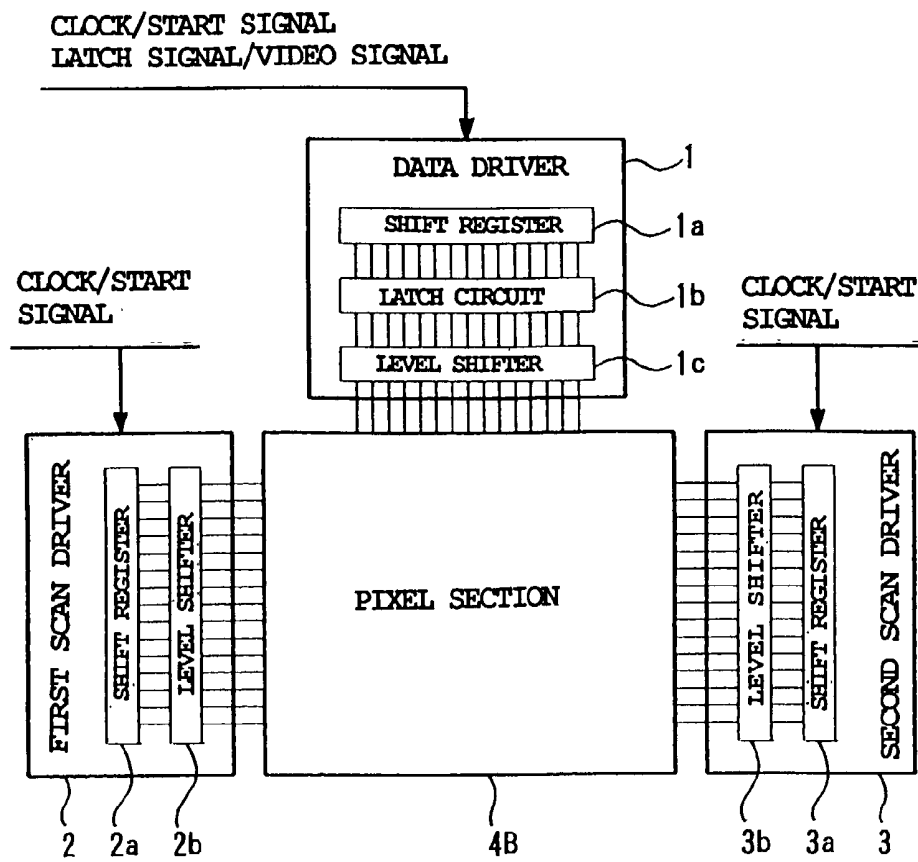 CLOCK/START SIGNAL
LATCH SIGNAL/VIDEO SIGNAL
DATA DRIVER
1
SHIFT REGISTER
1a
LATCH CIRCUIT
1b
LEVEL SHIFTER
1c
CLOCK/START
SIGNAL
CLOCK/START
SIGNAL
FIRST SCAN DRIVER
SHIFT REGISTER
LEVEL SHIFTER
PIXEL SECTION
LEVEL SHIFTER
SHIFT REGISTER
SECOND SCAN DRIVER
2
2a
2b
4B
3b
3a
3